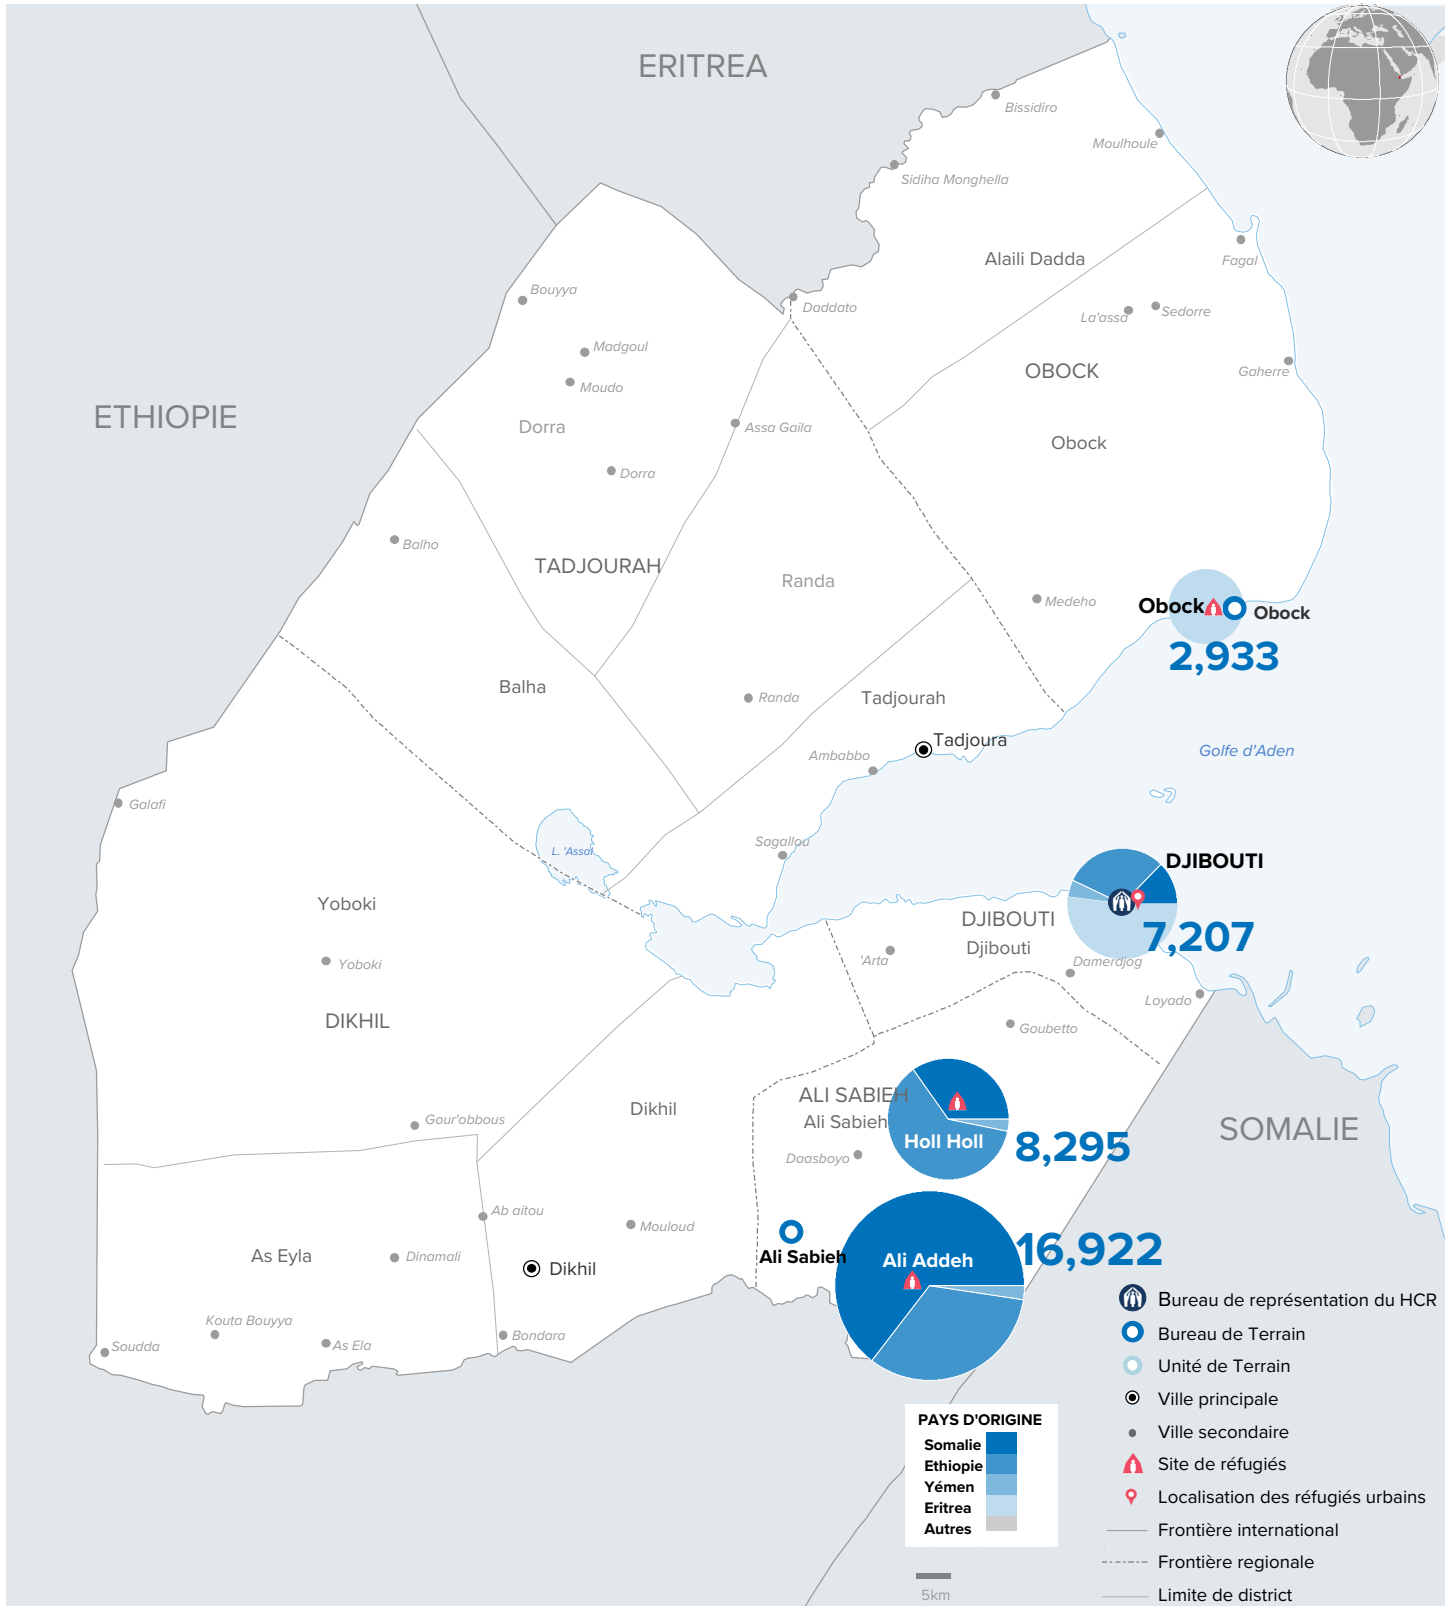 ERITREA
Bissidiro
Moulhoule
Sidiha Monghella
Alaili Dadda
Fagal
Bouyya
Daddato
La'assa
Sedorre
Madgoul
Moudo
OBOCK
Gaherre
ETHIOPIE
Dorra
Assa Gaila
Obock
Dorra
Balho
TADJOURAH
Randa
Medeho
Obock
Obock
2,933
Balha
Randa
Tadjourah
Tadjoura
Ambabbo
Golfe d'Aden
Galafi
Sagallou
L. 'Assal
DJIBOUTI
Yoboki
DJIBOUTI
7,207
Djibouti
'Arta
Damerdjog
Yoboki
Loyado
DIKHIL
Goubetto
ALI SABIEH
Dikhil
Ali Sabieh
Gour'obbous
SOMALIE
Holl Holl
8,295
Daasboyo
Ab aitou
Mouloud
As Eyla
Dinamali
Ali Sabieh
Ali Addeh
16,922
Dikhil
Kouta Bouyya
As Ela
Bondara
Soudda
Bureau de représentation du HCR
Bureau de Terrain
Unité de Terrain
Ville principale
Ville secondaire
Site de réfugiés
Localisation des réfugiés urbains
Frontière international
Frontière regionale
Limite de district
PAYS D'ORIGINE
Somalie
Ethiopie
Yémen
Eritrea
Autres
5km